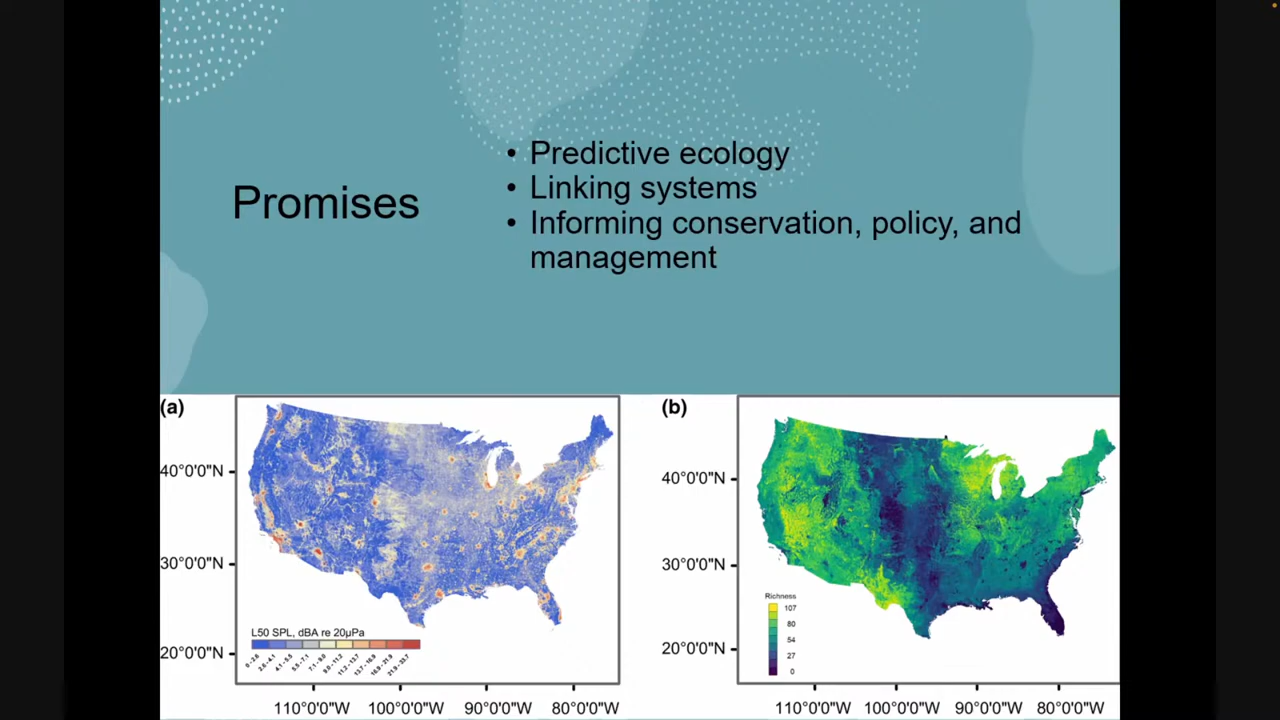 Promises
• Predictive ecology
• Linking systems
• Informing conservation, policy, and
management
(a)
40°0'0"N
30°0'0"N
20°0'0"N
L50 SPL, dBA re 20µPa
110°0'0"W 100°0'0"W 90°0'0"W 80°0'0"W
(b)
40°0'0"N
30°0'0"N
20°0'0"N
Richness
107
80
54
27
0
110°0'0"W 100°0'0"W 90°0'0"W 80°0'0"W